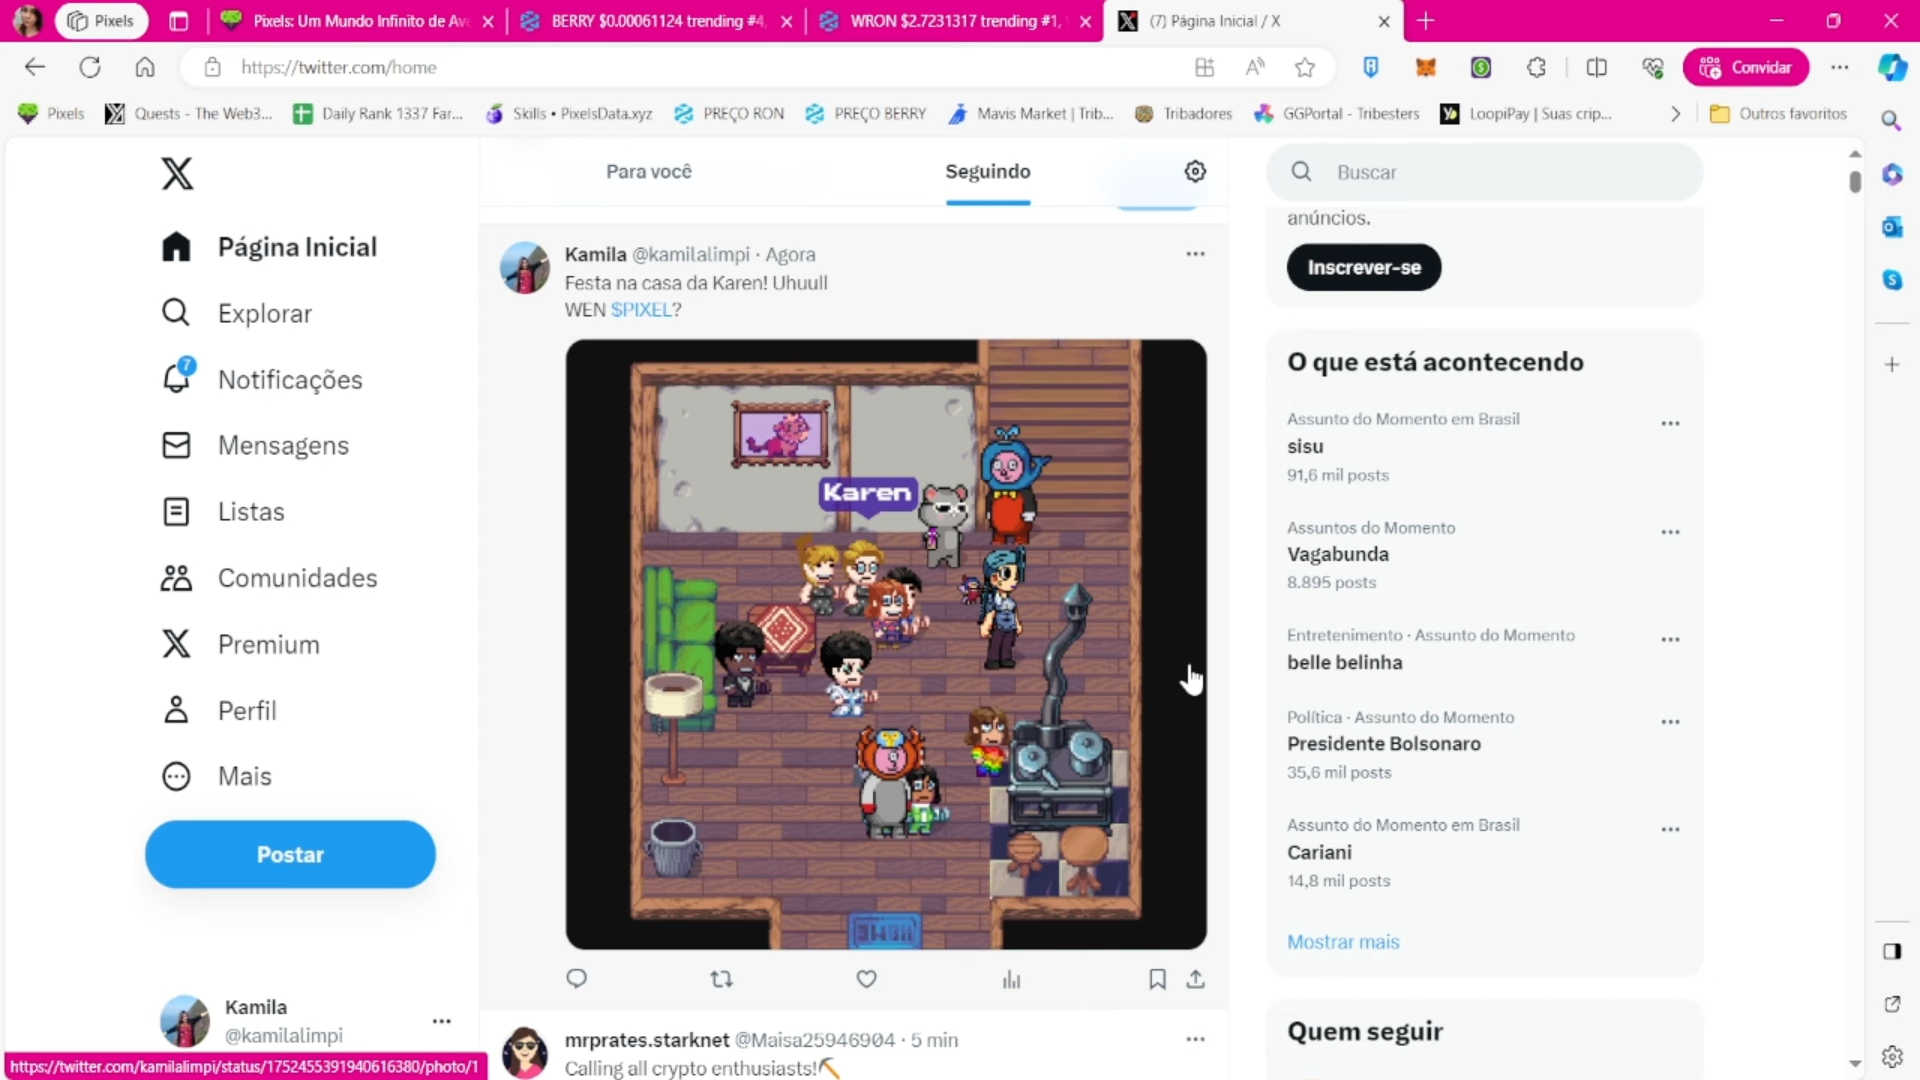 Pixels
Pixels: Um Mundo Infinito de Ave
BERRY $0.00061124 trending #4,
WRON $2.7231317 trending #1,
(7) Página Inicial / X
https://twitter.com/home
Convidar
Pixels
Quests - The Web3...
Daily Rank 1337 Far...
Skills • PixelsData.xyz
PREÇO RON
PREÇO BERRY
Mavis Market | Trib...
Tribadores
GGPortal - Tribesters
LoopiPay | Suas crip...
Outros favoritos
Página Inicial
Explorar
7
Notificações
Mensagens
Listas
Comunidades
Premium
Perfil
Mais
Postar
Kamila
@kamilalimpi
https://twitter.com/kamilalimpi/status/1752455391940616380/photo/1
Para você
Seguindo
Kamila @kamilalimpi · Agora
Festa na casa da Karen! Uhuull
WEN $PIXEL?
Karen
mrprates.starknet @Maisa25946904 · 5 min
Calling all crypto enthusiasts!
Buscar
anúncios.
Inscrever-se
O que está acontecendo
Assunto do Momento em Brasil
sisu
91,6 mil posts
Assuntos do Momento
Vagabunda
8.895 posts
Entretenimento · Assunto do Momento
belle belinha
Política · Assunto do Momento
Presidente Bolsonaro
35,6 mil posts
Assunto do Momento em Brasil
Cariani
14,8 mil posts
Mostrar mais
Quem seguir